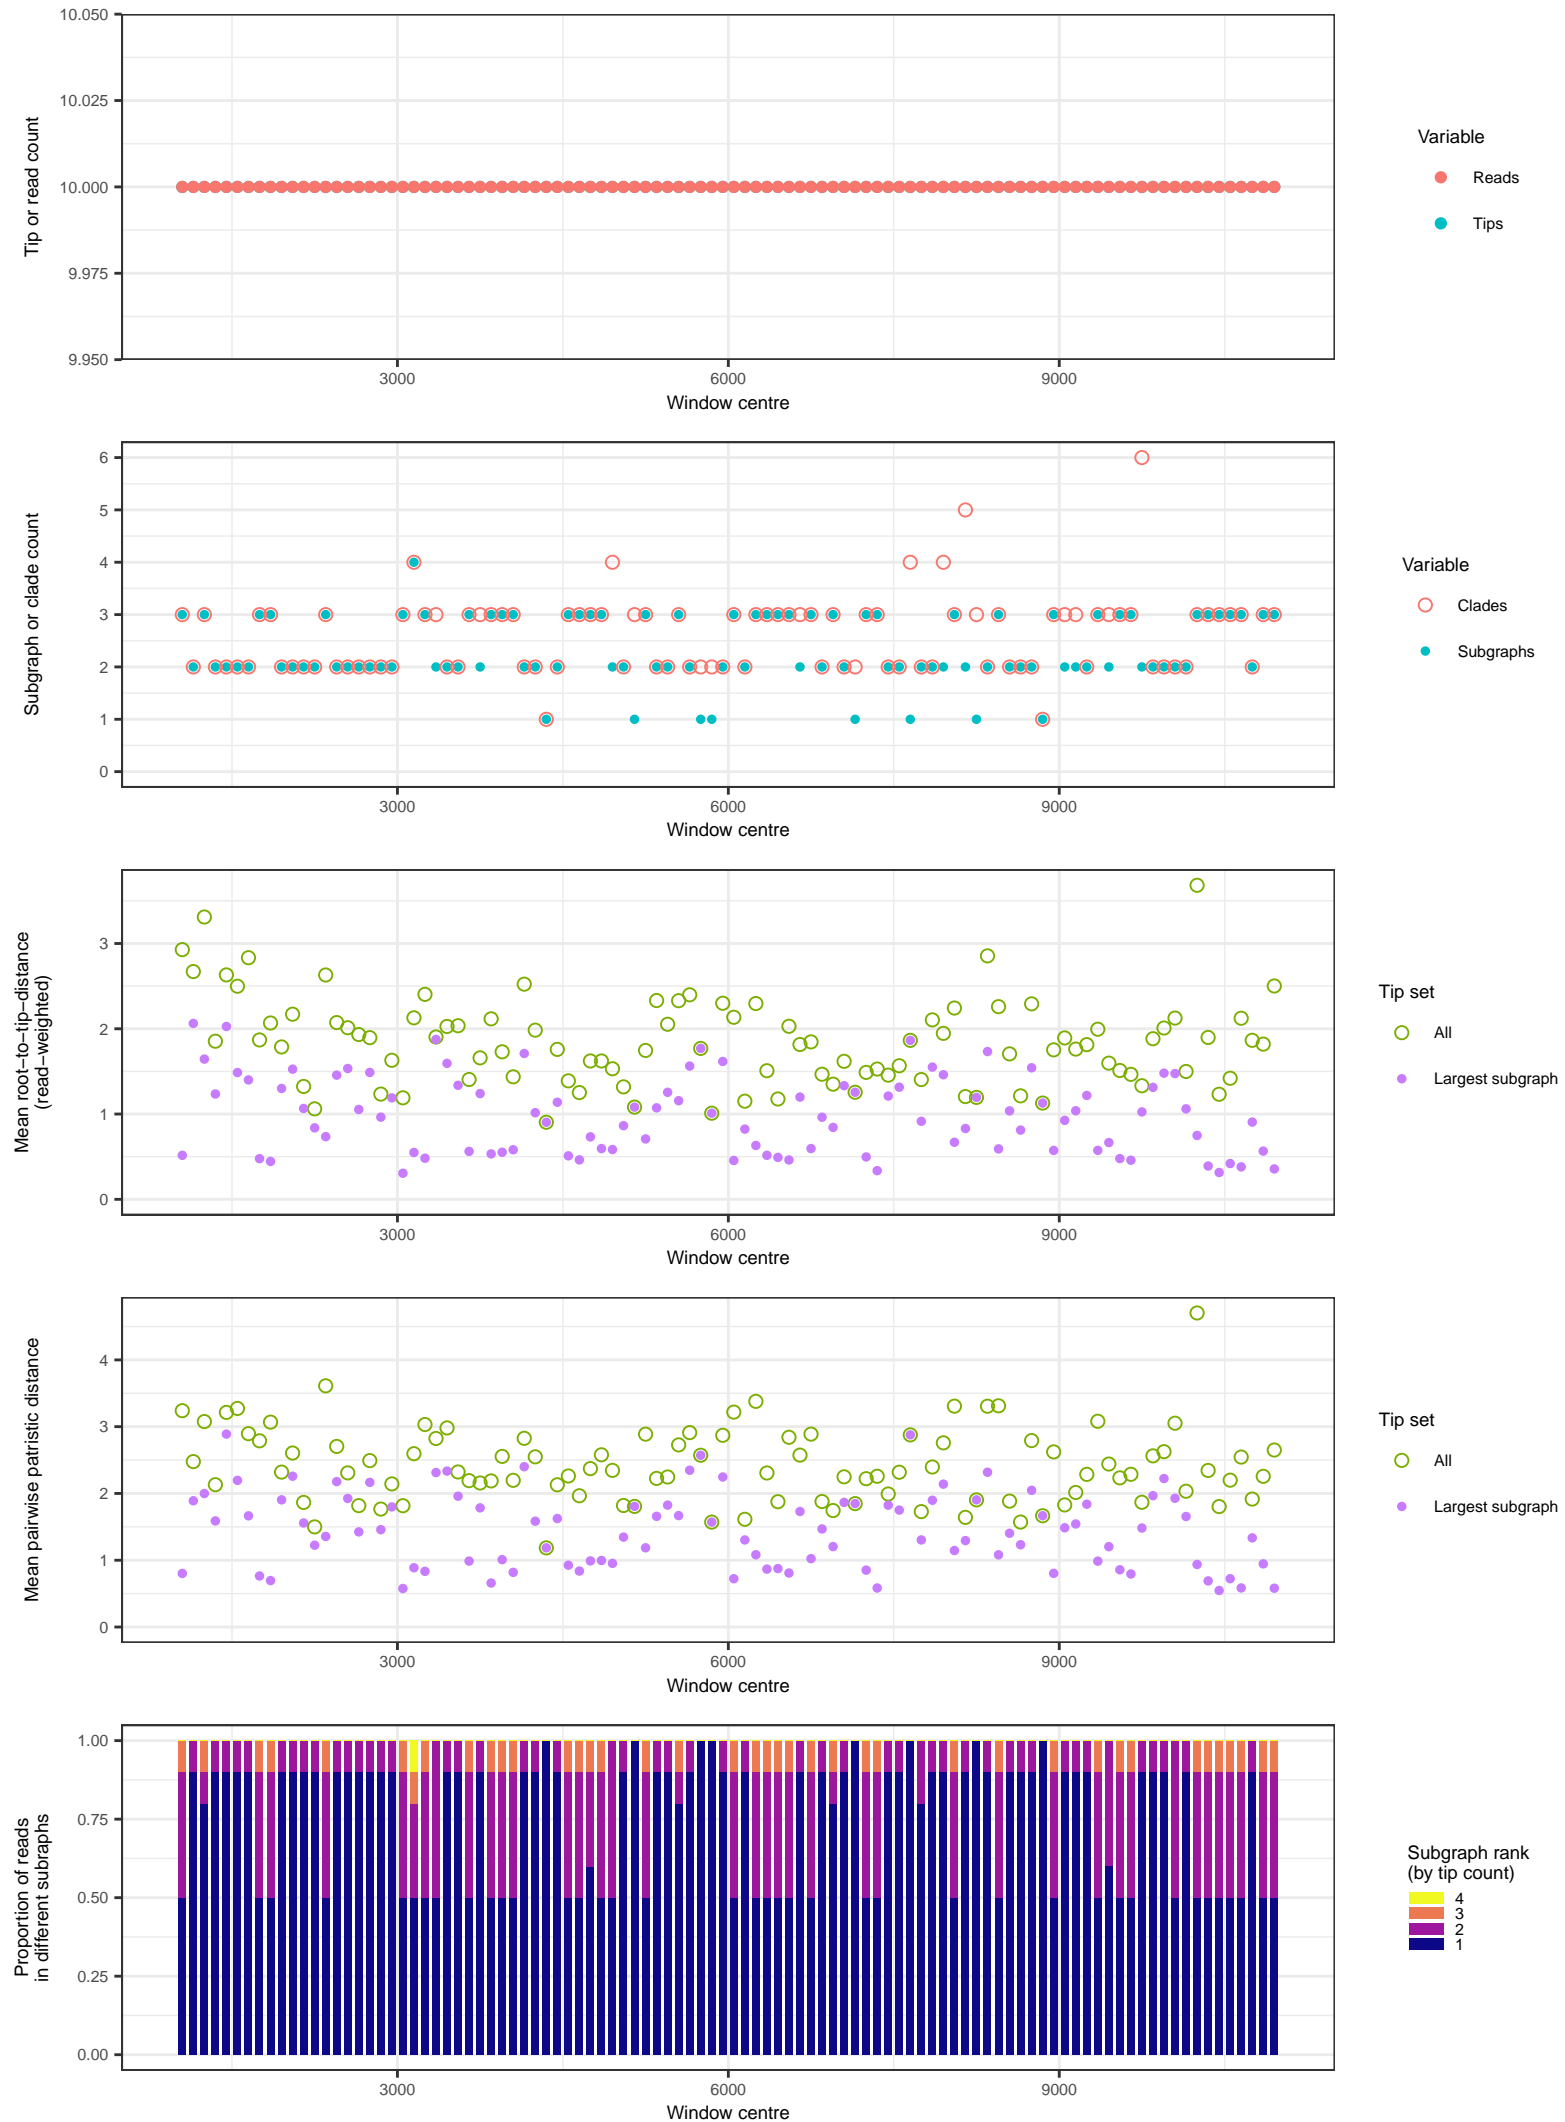 10.050
10.025
10.000
9.975
9.950
Tip or read count
3000
6000
9000
Window centre
Variable
Reads
Tips
6
5
4
3
2
1
0
Subgraph or clade count
3000
6000
9000
Window centre
Variable
Clades
Subgraphs
3
2
1
0
Mean root−to−tip−distance
(read−weighted)
3000
6000
9000
Window centre
Tip set
All
Largest subgraph
4
3
2
1
0
Mean pairwise patristic distance
3000
6000
9000
Window centre
Tip set
All
Largest subgraph
1.00
0.75
0.50
0.25
0.00
Proportion of reads
in different subraphs
3000
6000
9000
Window centre
Subgraph rank
(by tip count)
4
3
2
1